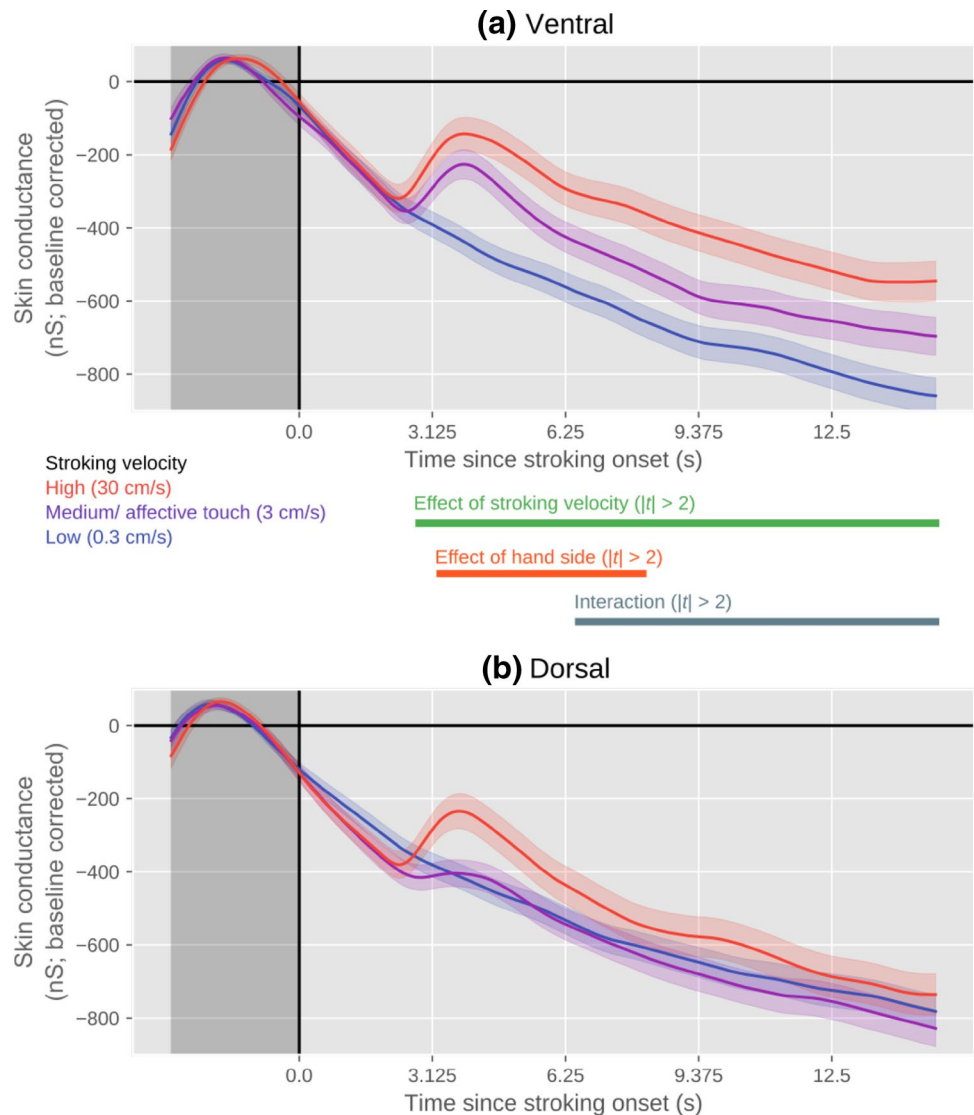 (a) Ventral
Skin conductance
(nS; baseline corrected)
0
−200
−400
−600
−800
0.0 3.125 6.25 9.375 12.5
Time since stroking onset (s)
Stroking velocity
High (30 cm/s)
Medium/ affective touch (3 cm/s)
Low (0.3 cm/s)
Effect of stroking velocity (|t| > 2)
Effect of hand side (|t| > 2)
Interaction (|t| > 2)
(b) Dorsal
Skin conductance
(nS; baseline corrected)
0
−200
−400
−600
−800
0.0 3.125 6.25 9.375 12.5
Time since stroking onset (s)